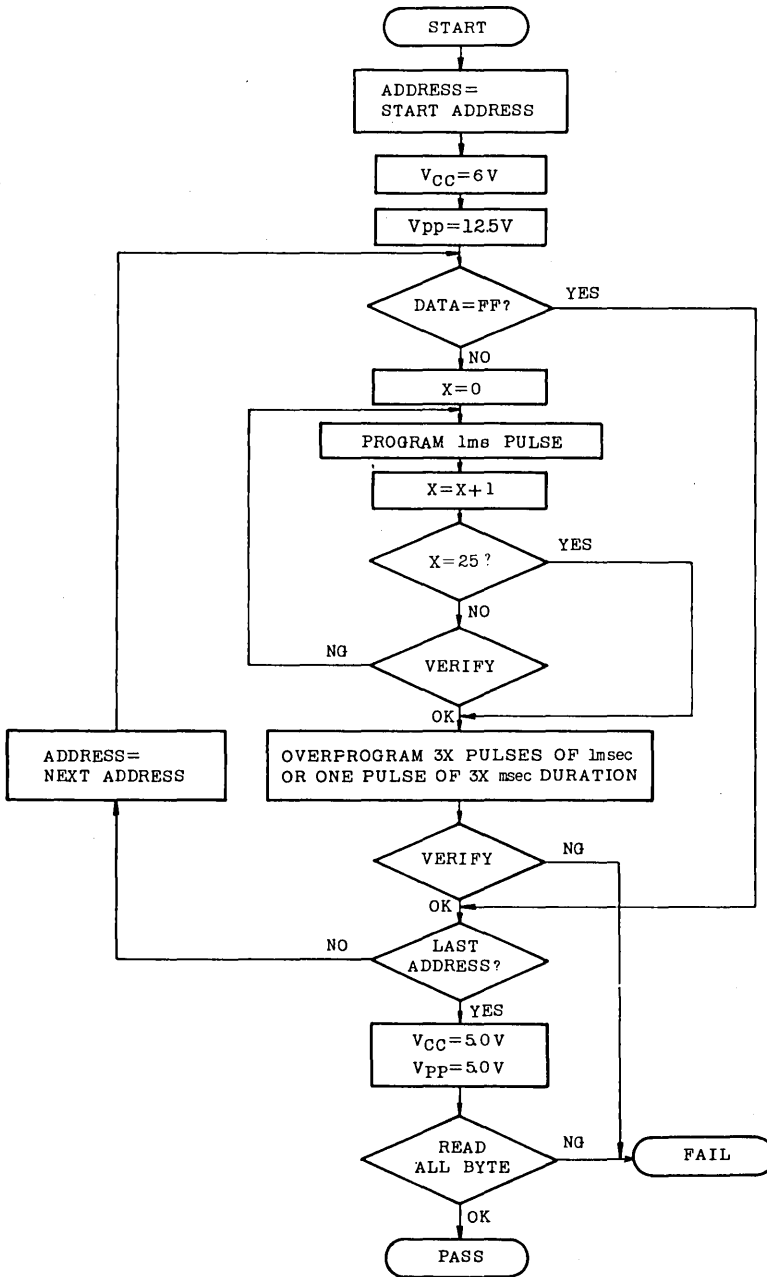 START
ADDRESS=
START ADDRESS
VCC=6V
Vpp=12.5V
DATA=FF?
YES
NO
X=0
PROGRAM 1ms PULSE
X=X+1
X=25?
YES
NO
VERIFY
NG
OK
ADDRESS=
NEXT ADDRESS
OVERPROGRAM 3X PULSES OF 1msec
OR ONE PULSE OF 3X msec DURATION
VERIFY
NG
OK
LAST
ADDRESS?
NO
YES
VCC=5.0V
VPP=5.0V
READ
ALL BYTE
NG
FAIL
OK
PASS